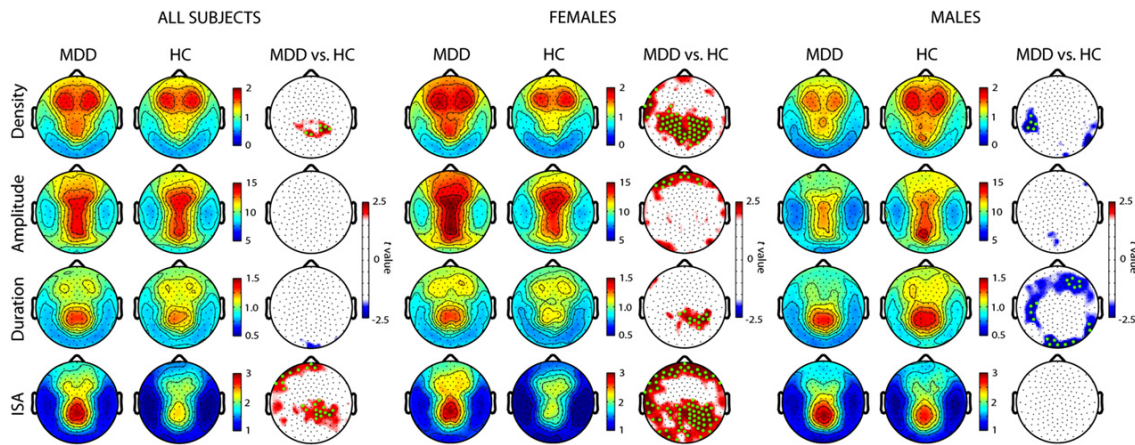 ALL SUBJECTS FEMALES MALES
MDD HC MDD vs. HC MDD HC MDD vs. HC MDD HC MDD vs. HC
Density 2 1 0 2 1 0 2 1 0
Amplitude 15 10 5 15 10 5 15 10 5
2.5 0 -2.5 t value 2.5 0 -2.5 t value 2.5 0 -2.5 t value
Duration 1.5 1.0 0.5 1.5 1.0 0.5 1.5 1.0 0.5
ISA 3 2 1 3 2 1 3 2 1